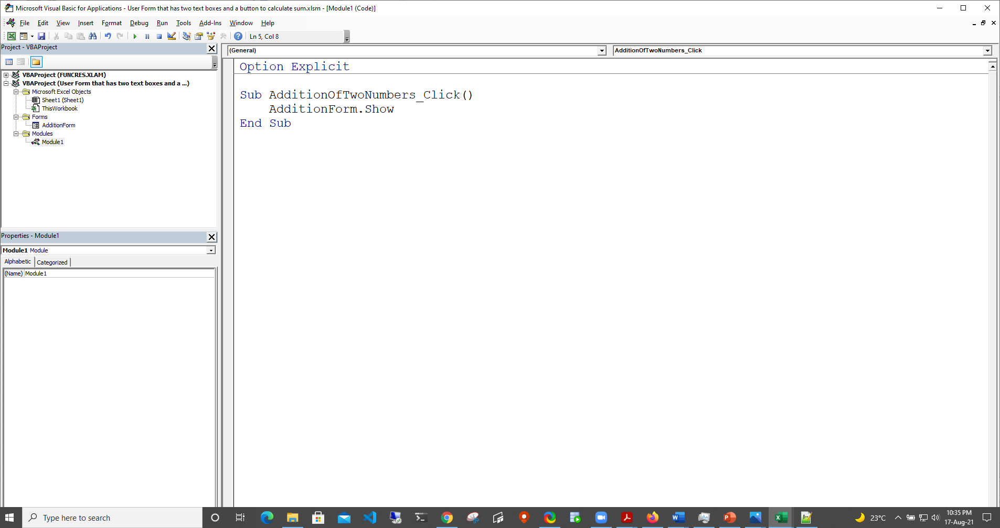 Microsoft Visual Basic for Applications - User Form that has two text boxes and a button to calculate sum.xlsm - [Module1 (Code)]
File Edit View Insert Format Debug Run Tools Add-Ins Window Help
Ln 5, Col 8
Project - VBAProject
(General)
AdditionOfTwoNumbers_Click
VBAProject (FUNCRES.XLAM)
VBAProject (User Form that has two text boxes and a ...)
Microsoft Excel Objects
Sheet1 (Sheet1)
ThisWorkbook
Forms
AdditionForm
Modules
Module1
Option Explicit
Sub AdditionOfTwoNumbers_Click()
AdditionForm.Show
End Sub
Properties - Module1
Module1 Module
Alphabetic Categorized
(Name) Module1
Type here to search
23°C
10:35 PM
17-Aug-21